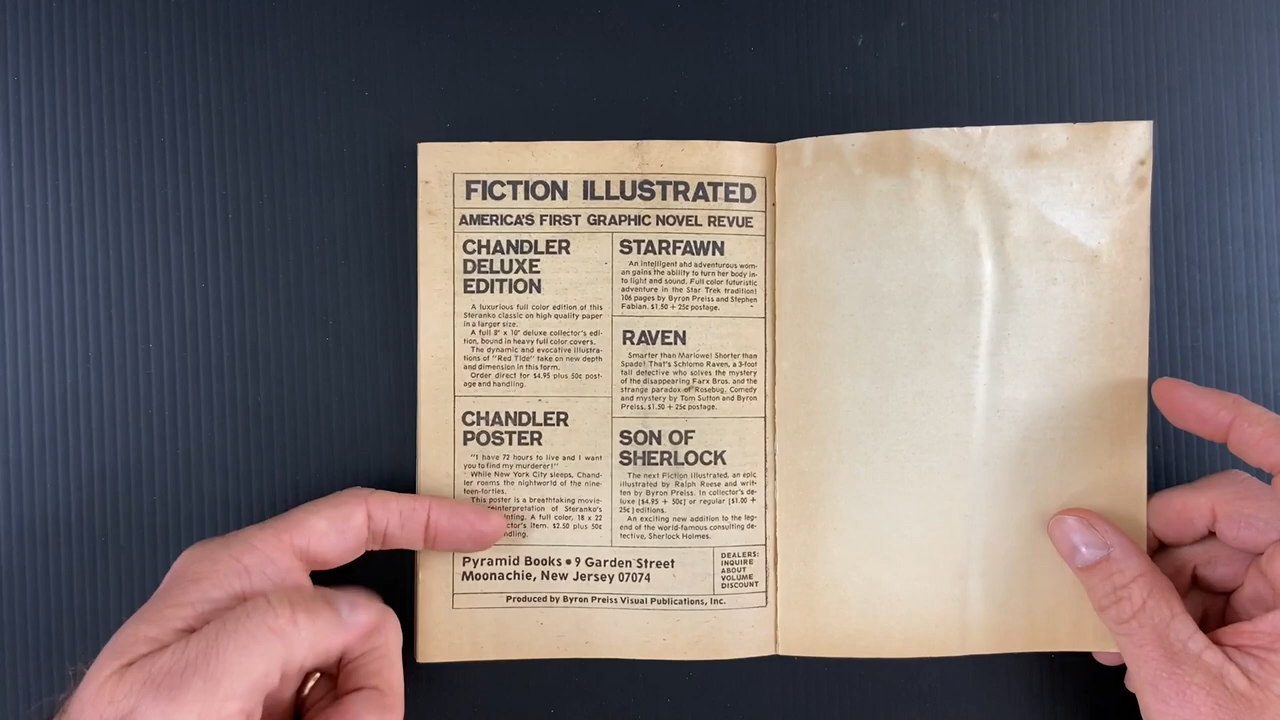 FICTION ILLUSTRATED
AMERICA'S FIRST GRAPHIC NOVEL REVUE
CHANDLER
DELUXE
EDITION
A luxurious full color edition of this
Steranko classic on high quality paper
in a larger size.
A full 8" x 10" deluxe collector's edi-
tion, bound in heavy full color covers.
The dynamic and evocative illustra-
tions of "Red Tide" take on new depth
and dimension in this form.
Order direct for $4.95 plus 50¢ post-
age and handling.
CHANDLER
POSTER
"I have 72 hours to live and I want
you to find my murderer!"
While New York City sleeps, Chand-
ler roams the nightworld of the nine-
teen-forties.
This poster is a breathtaking movie-
reinterpretation of Steranko's
A full color, 18 x 22
item. $2.50 plus 50¢
STARFAWN
An intelligent ahd adventurous wom-
an gains the ability to turn her body in-
to light and sound. Full color futuristic
adventure in the Star Trek tradition!
106 pages by Byron Preiss and Stephen
Fabian. $1.50 + 25¢ postage.
RAVEN
Smarter than Marlowe! Shorter than
Spade! That's Schlomo Raven, a 3-foot
tall detective who solves the mystery
of the disappearing Farx Bros. and the
strange paradox of Rosebug. Comedy
and mystery by Tom Sutton and Byron
Preiss. $1.50 + 25¢ postage.
SON OF
SHERLOCK
The next Fiction Illustrated, an epic
illustrated by Ralph Reese and writ-
ten by Byron Preiss. In collector's de-
luxe [$4.95 + 50¢] or regular [$1.00 +
25¢] editions.
An exciting new addition to the leg-
end of the world-famous consulting de-
tective, Sherlock Holmes.
Pyramid Books • 9 Garden Street
Moonachie, New Jersey 07074
DEALERS:
INQUIRE
ABOUT
VOLUME
DISCOUNT
Produced by Byron Preiss Visual Publications, Inc.